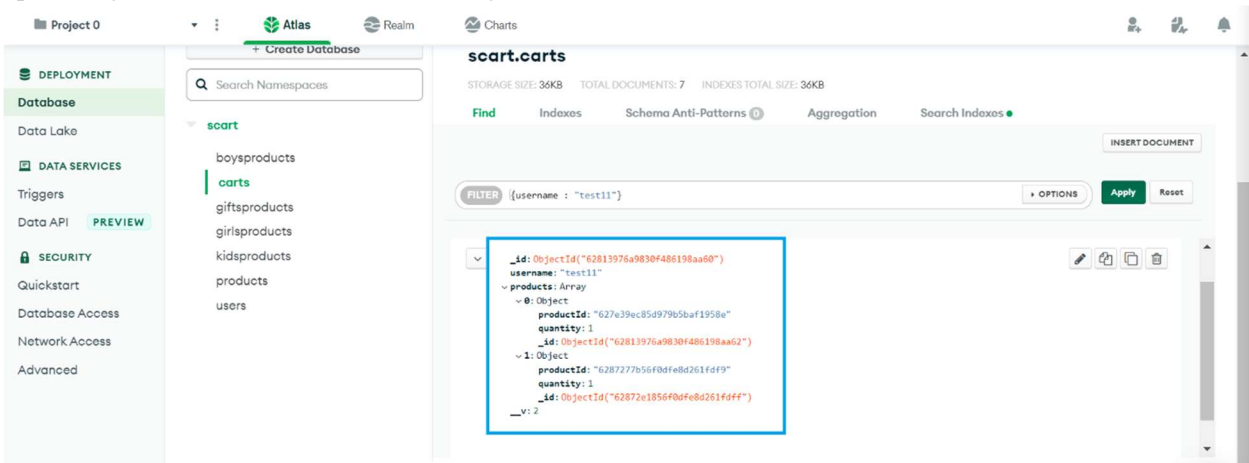 Project 0
Atlas
Realm
Charts
DEPLOYMENT
Database
Data Lake
DATA SERVICES
Triggers
Data API PREVIEW
SECURITY
Quickstart
Database Access
Network Access
Advanced
+ Create Database
Search Namespaces
scart
boysproducts
carts
giftsproducts
girlsproducts
kidsproducts
products
users
scart.carts
STORAGE SIZE: 36KB TOTAL DOCUMENTS: 7 INDEXES TOTAL SIZE: 36KB
Find Indexes Schema Anti-Patterns 0 Aggregation Search Indexes
INSERT DOCUMENT
FILTER {username : "test11"} OPTIONS Apply Reset
_id: ObjectId("62813976a9830f486198aa60")
username: "test11"
products: Array
0: Object
productId: "627e39ec85d979b5baf1958e"
quantity: 1
_id: ObjectId("62813976a9830f486198aa62")
1: Object
productId: "6287277b56f0dfe8d261fdf9"
quantity: 1
_id: ObjectId("62872e1856f0dfe8d261fdff")
__v: 2